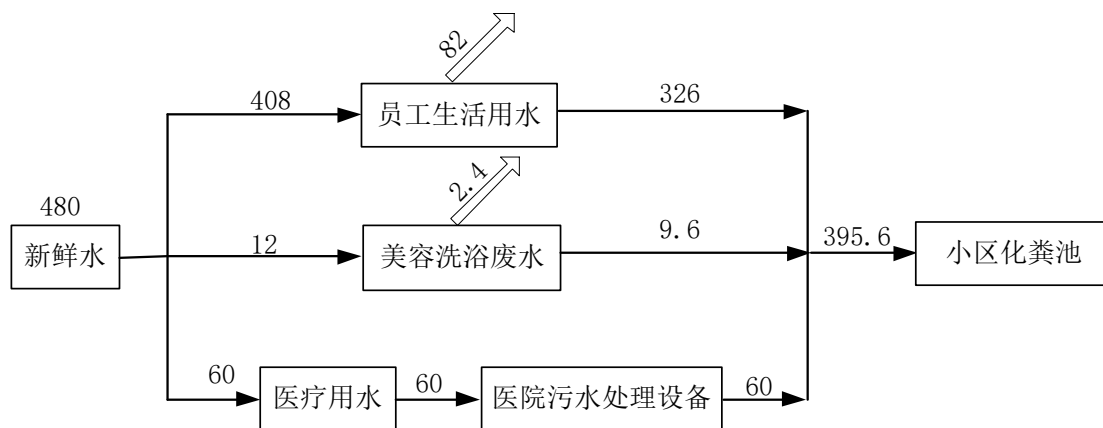 82
408
员工生活用水
326
2.4
480
新鲜水
12
美容洗浴废水
9.6
395.6
小区化粪池
60
医疗用水
60
医院污水处理设备
60